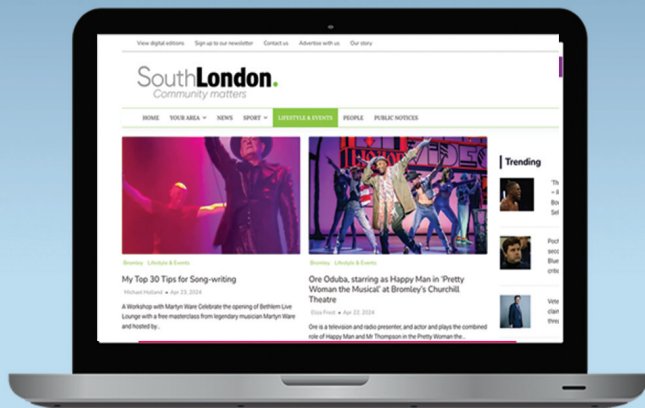 View digital editions Sign up to our newsletter Contact us Advertise with us Our story
SouthLondon.
Community matters
HOME YOUR AREA NEWS SPORT LIFESTYLE & EVENTS PEOPLE PUBLIC NOTICES
Trending
Bromley Lifestyle & Events
My Top 30 Tips for Song-writing
Michael Holland • Apr 23, 2024
A Workshop with Martyn Ware Celebrate the opening of Bethlem Live
Lounge with a free masterclass from legendary musician Martyn Ware
and hosted by..
Bromley Lifestyle & Events
Ore Oduba, starring as Happy Man in 'Pretty
Woman the Musical' at Bromley's Churchill
Theatre
Eliza Frost • Apr 22, 2024
Ore is a television and radio presenter, and actor and plays the combined
role of Happy Man and Mr Thompson in the Pretty Woman the..
Blue